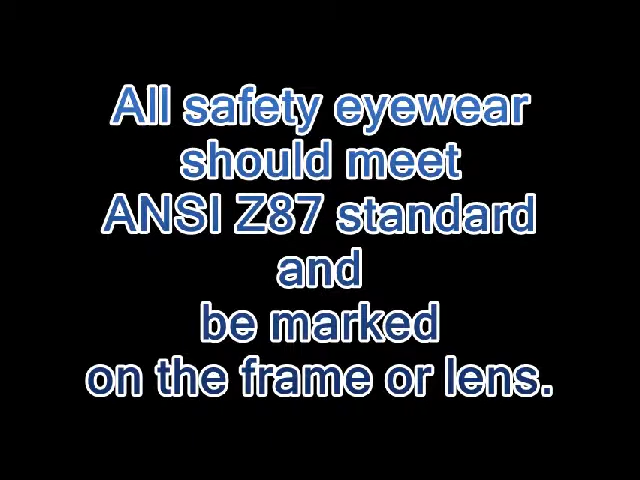 All safety eyewear
should meet
ANSI Z87 standard
and
be marked
on the frame or lens.